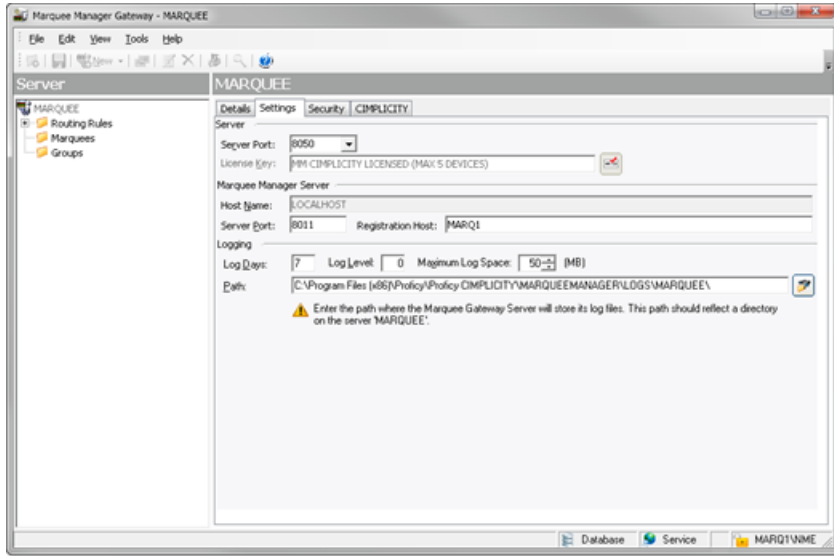 Marquee Manager Gateway - MARQUEE
File Edit View Tools Help
New
Server MARQUEE
MARQUEE
Routing Rules
Marquees
Groups
Details Settings Security CIMPLICITY
Server
Server Port: 8050
License Key: MM CIMPLICITY LICENSED (MAX 5 DEVICES)
Marquee Manager Server
Host Name: LOCALHOST
Server Port: 8011 Registration Host: MARQ1
Logging
Log Days: 7 Log Level: 0 Maximum Log Space: 50 (MB)
Path: C:\Program Files (x86)\Proficy\Proficy CIMPLICITY\MARQUEEMANAGER\LOGS\MARQUEE\
Enter the path where the Marquee Gateway Server will store its log files. This path should reflect a directory
on the server 'MARQUEE'.
Database Service MARQ1\NME